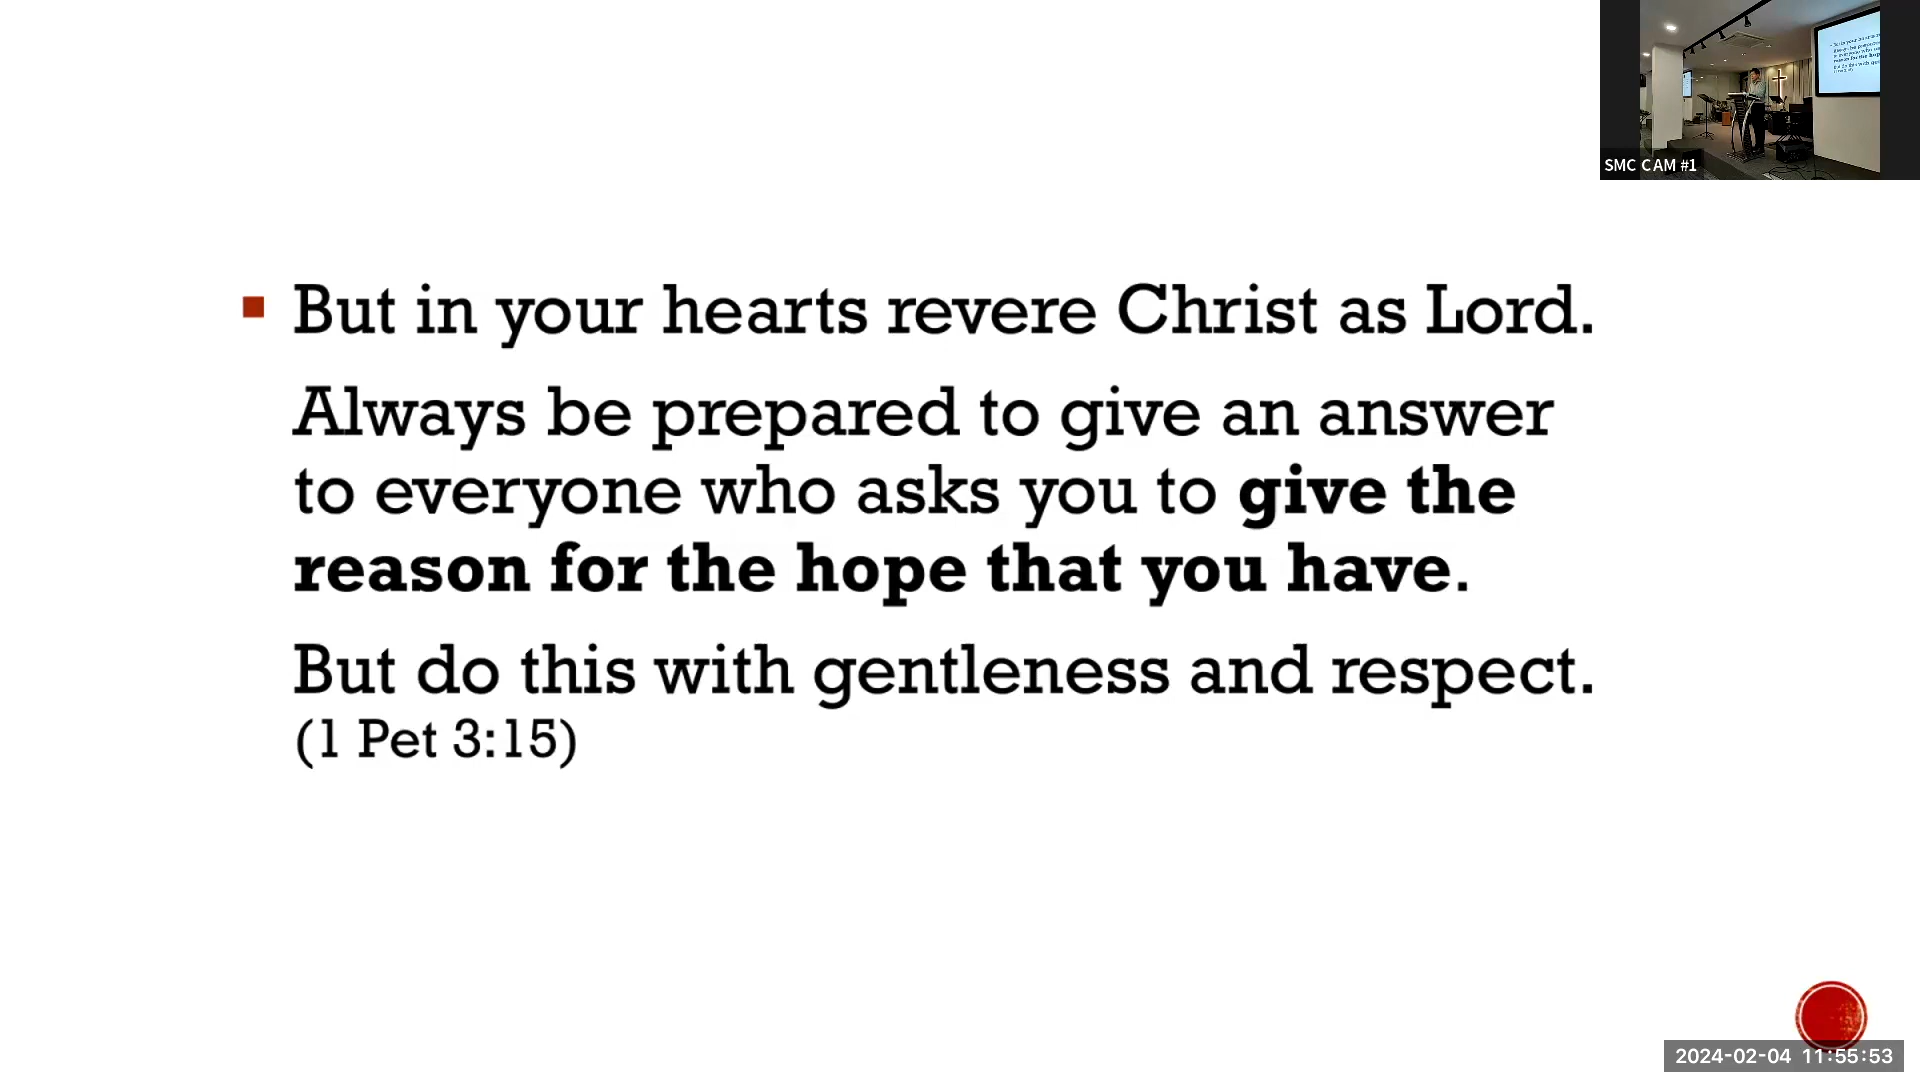 SMC CAM #1
But in your hearts revere Christ as Lord.
Always be prepared to give an answer
to everyone who asks you to give the
reason for the hope that you have.
But do this with gentleness and respect.
(1 Pet 3:15)
2024-02-04 11:55:53